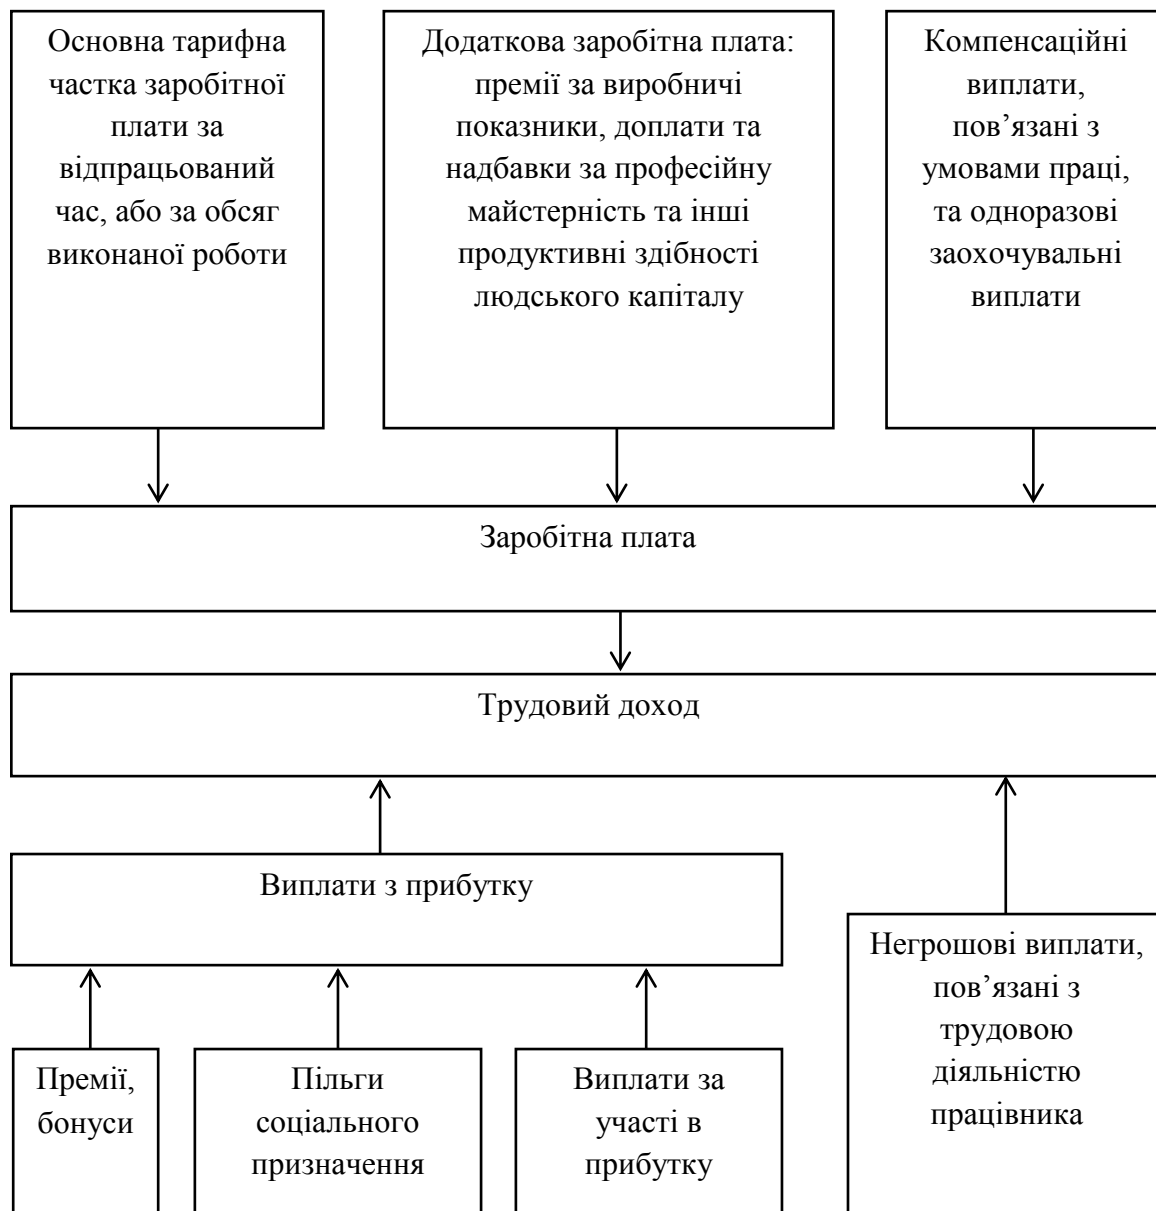 Основна тарифна
частка заробітної
плати за
відпрацьований
час, або за обсяг
виконаної роботи
Додаткова заробітна плата:
премії за виробничі
показники, доплати та
надбавки за професійну
майстерність та інші
продуктивні здібності
людського капіталу
Компенсаційні
виплати,
пов’язані з
умовами праці,
та одноразові
заохочувальні
виплати
Заробітна плата
Трудовий доход
Виплати з прибутку
Негрошові виплати,
пов’язані з
трудовою
діяльністю
працівника
Премії,
бонуси
Пільги
соціального
призначення
Виплати за
участі в
прибутку